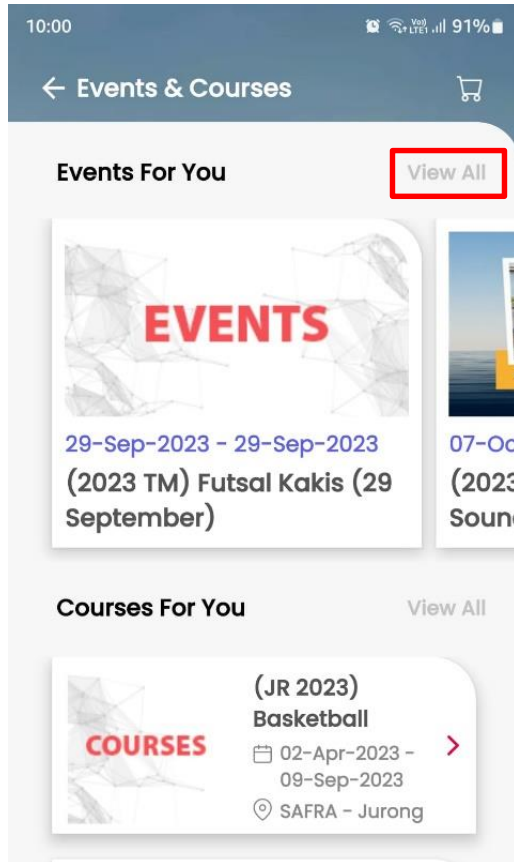 10:00 Vo) LTE1 91%
Events & Courses
Events For You View All
EVENTS
29-Sep-2023 - 29-Sep-2023
(2023 TM) Futsal Kakis (29
September)
07-Oc
(2023
Soun
Courses For You View All
COURSES
(JR 2023)
Basketball
02-Apr-2023 -
09-Sep-2023
SAFRA - Jurong